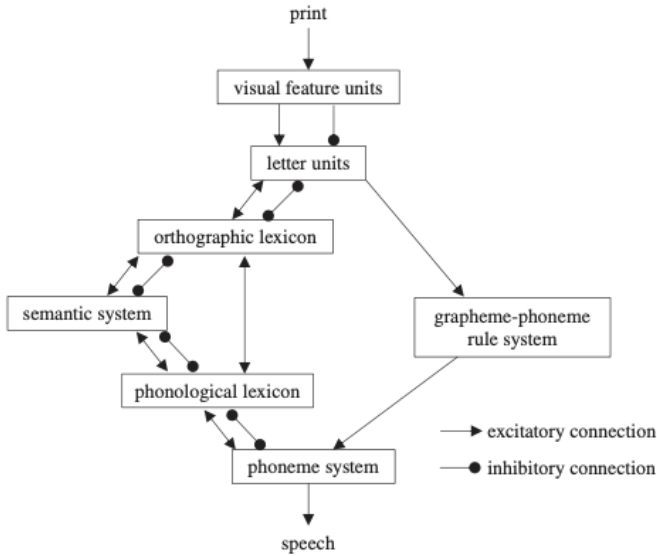 print
visual feature units
letter units
orthographic lexicon
semantic system
grapheme-phoneme
rule system
phonological lexicon
excitatory connection
phoneme system
inhibitory connection
speech